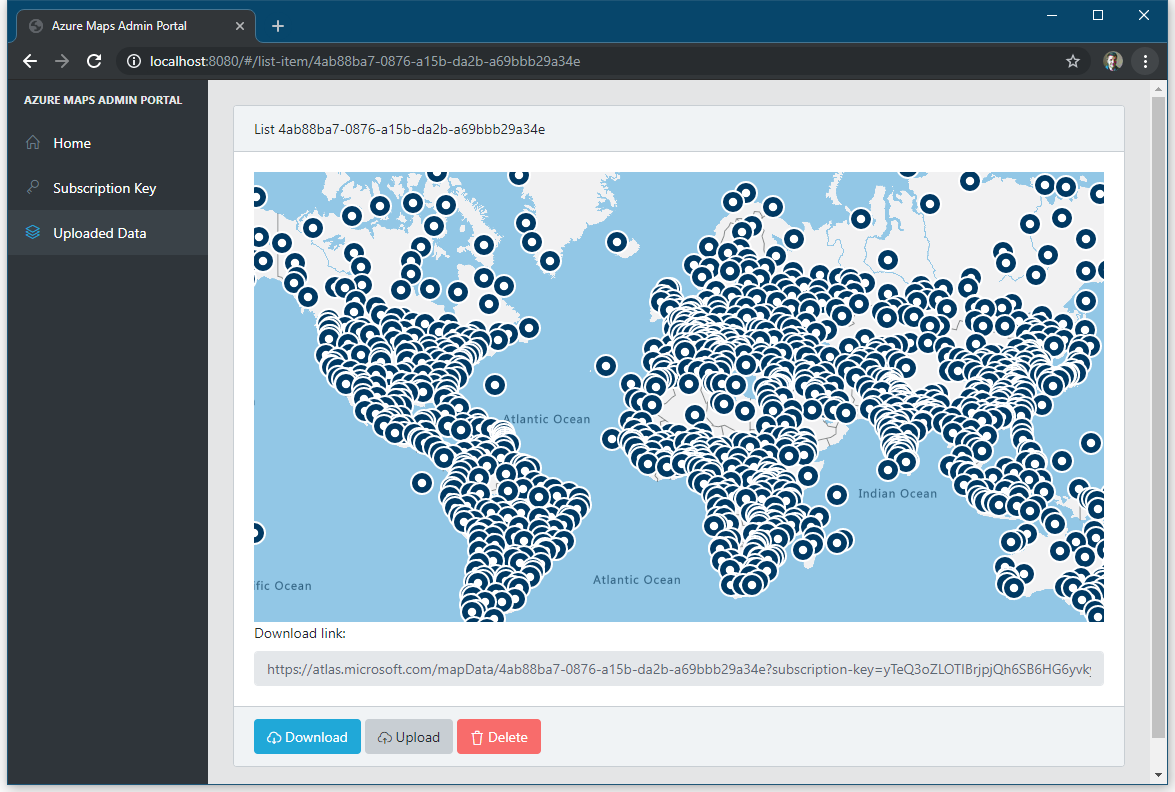 Azure Maps Admin Portal
localhost:8080/#/list-item/4ab88ba7-0876-a15b-da2b-a69bbb29a34e
AZURE MAPS ADMIN PORTAL
Home
Subscription Key
Uploaded Data
List 4ab88ba7-0876-a15b-da2b-a69bbb29a34e
Atlantic Ocean
Indian Ocean
Atlantic Ocean
ific Ocean
Download link:
https://atlas.microsoft.com/mapData/4ab88ba7-0876-a15b-da2b-a69bbb29a34e?subscription-key=
Download
Upload
Delete